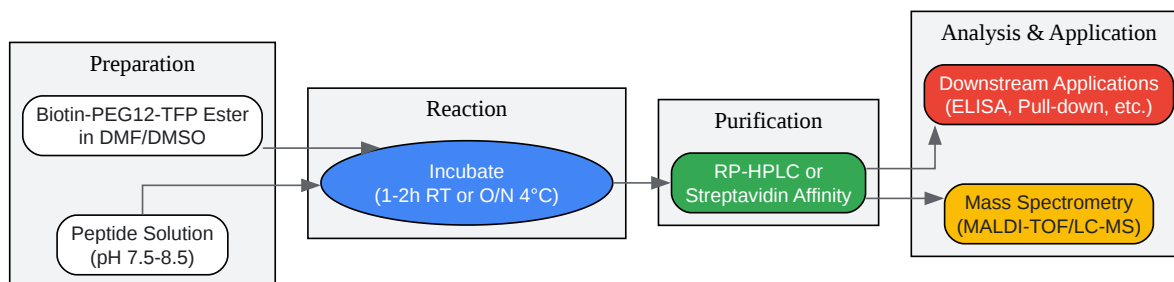 Preparation
Biotin-PEG12-TFP Ester
in DMF/DMSO
Peptide Solution
(pH 7.5-8.5)
Reaction
Incubate
(1-2h RT or O/N 4°C)
Purification
RP-HPLC or
Streptavidin Affinity
Analysis & Application
Downstream Applications
(ELISA, Pull-down, etc.)
Mass Spectrometry
(MALDI-TOF/LC-MS)